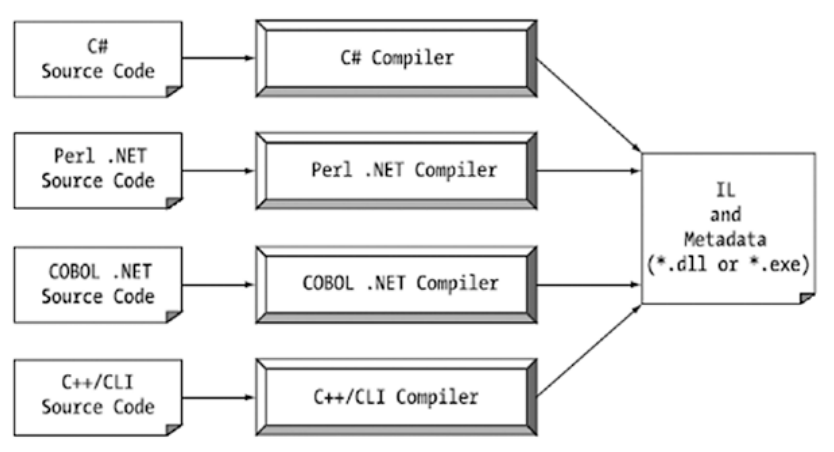 C#
Source Code
C# Compiler
Perl .NET
Source Code
Perl .NET Compiler
COBOL .NET
Source Code
COBOL .NET Compiler
C++/CLI
Source Code
C++/CLI Compiler
IL
and
Metadata
(*.dll or *.exe)